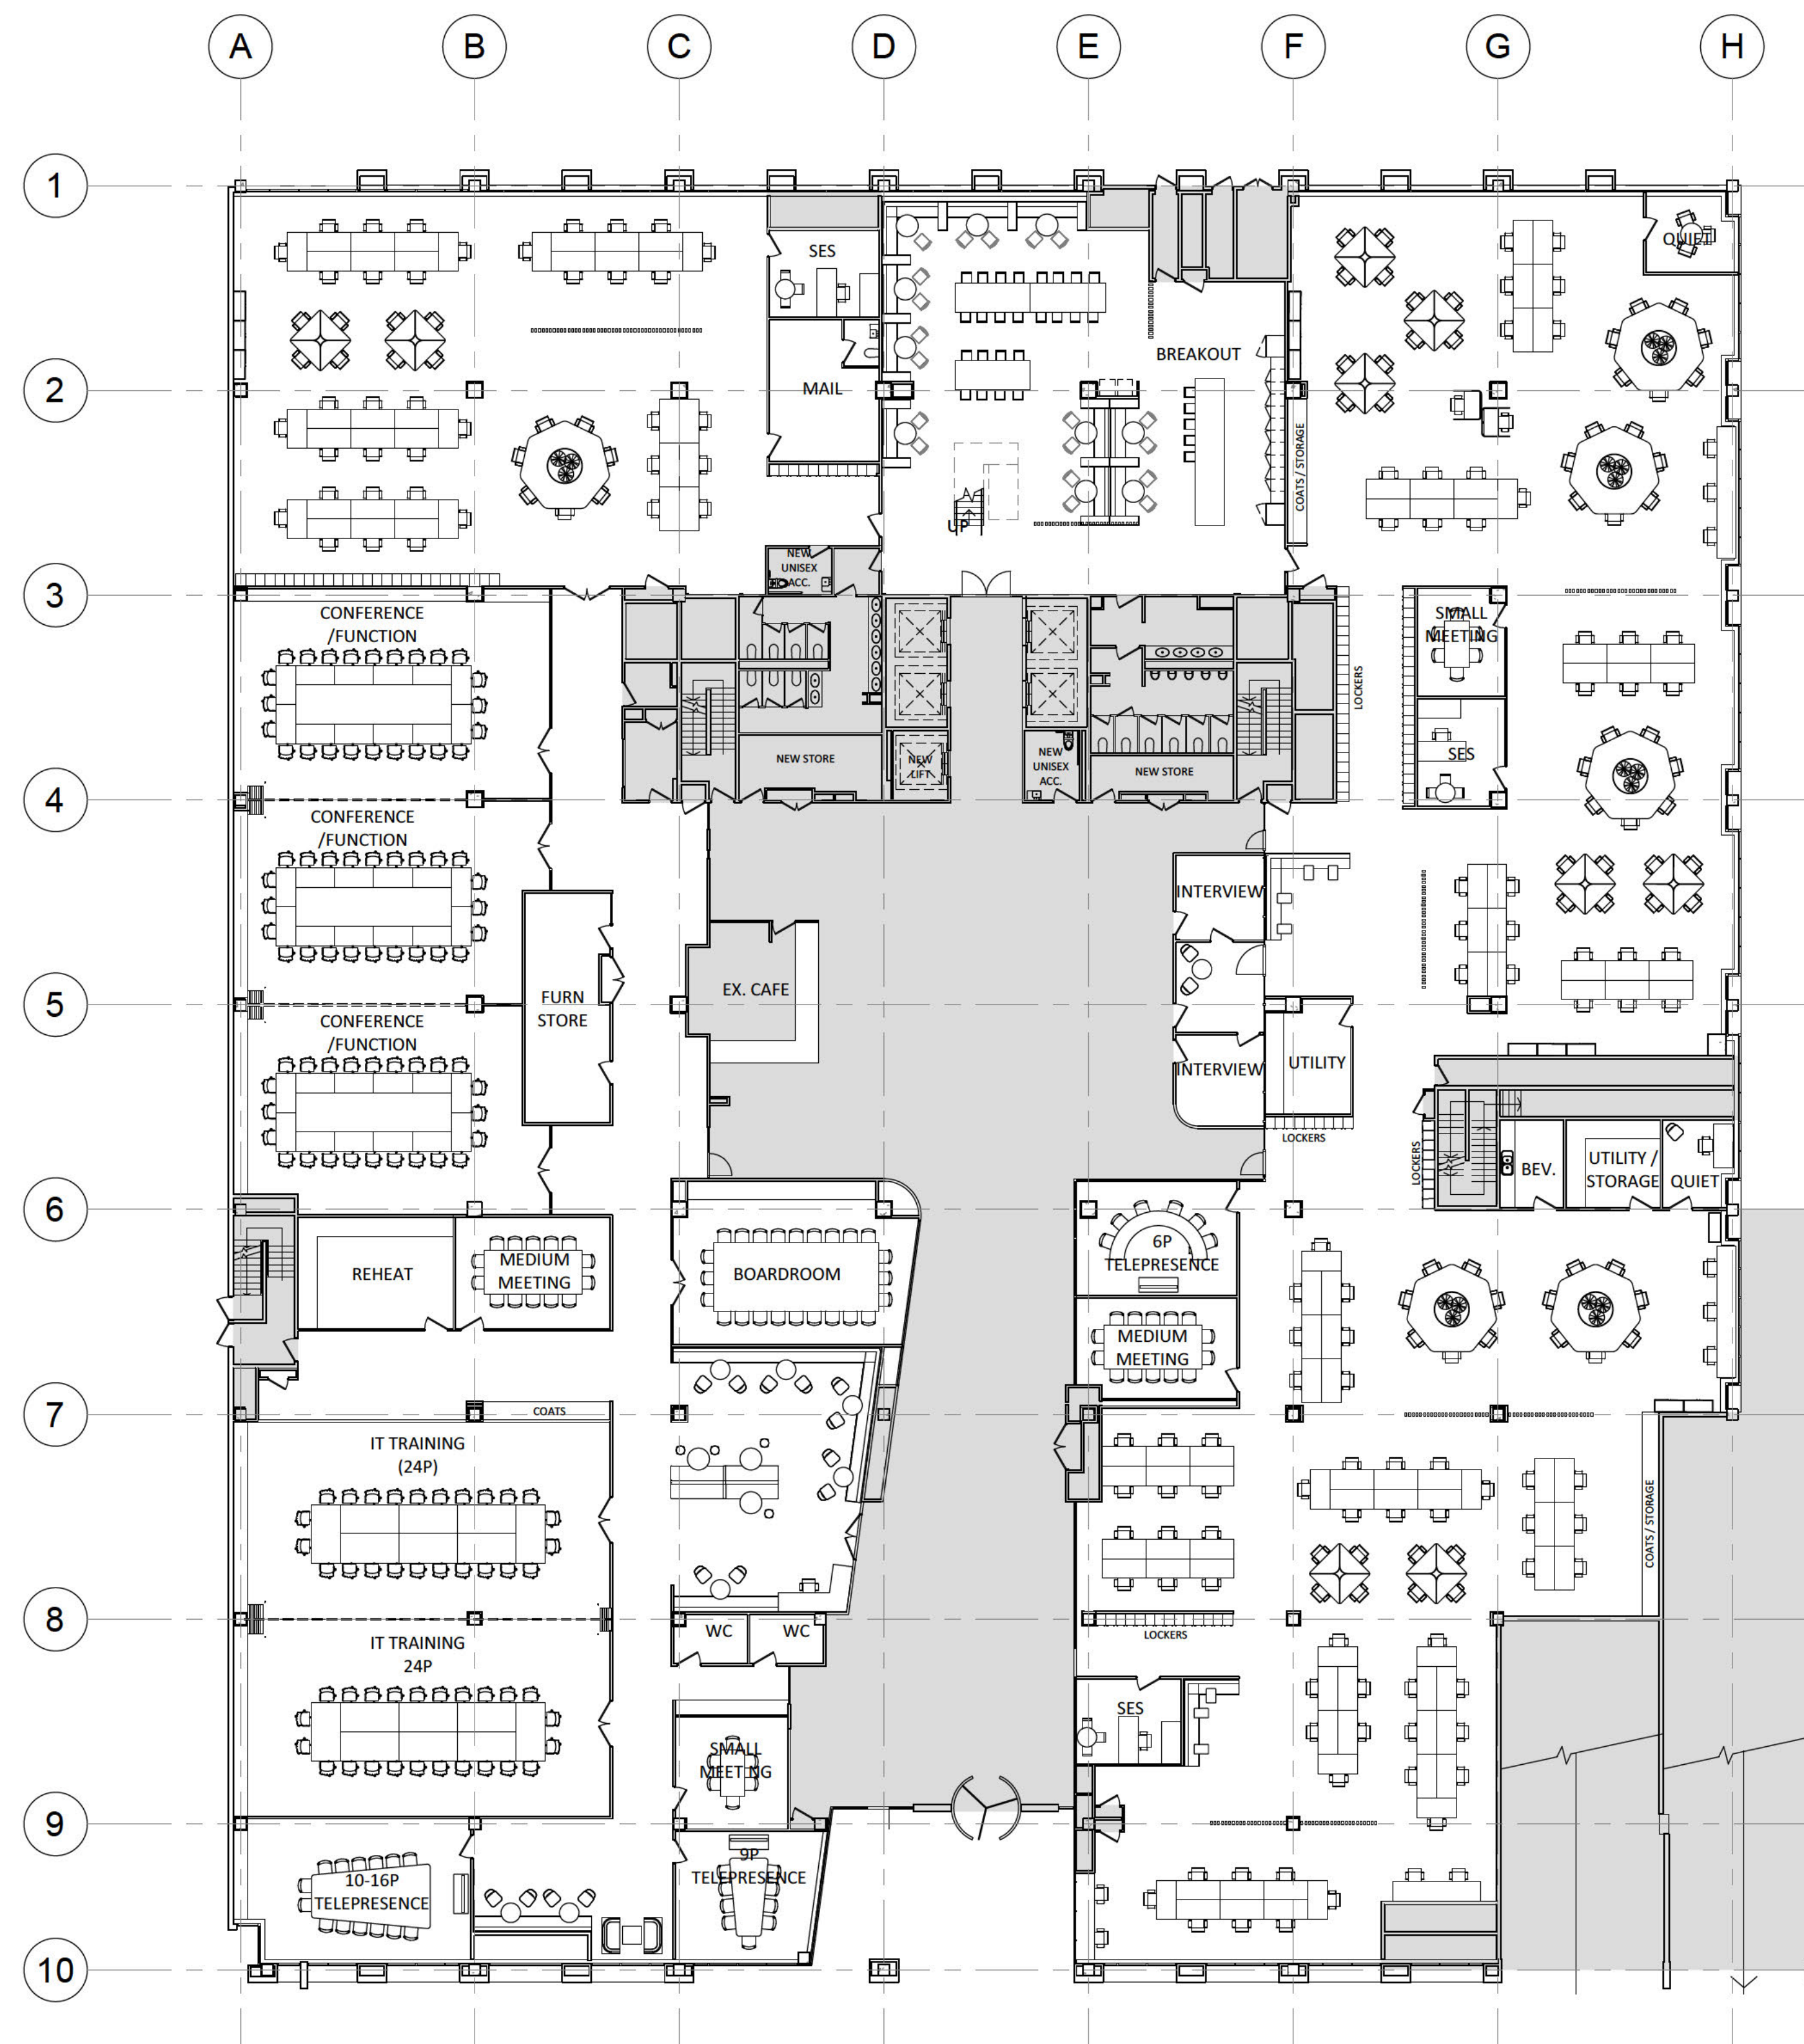 A B C D E F G H
1
SES
QUIET
BREAKOUT
2
MAIL
COATS / STORAGE
UP
NEW
UNISEX
ACC.
3
CONFERENCE
/FUNCTION
SMALL
MEETING
LOCKERS
NEW STORE
NEW
LIFT
NEW
UNISEX
ACC.
NEW STORE
SES
4
CONFERENCE
/FUNCTION
INTERVIEW
EX. CAFE
5
FURN
STORE
CONFERENCE
/FUNCTION
INTERVIEW
UTILITY
LOCKERS
LOCKERS
BEV.
UTILITY /
STORAGE
QUIET
6
REHEAT
MEDIUM
MEETING
BOARDROOM
6P
TELEPRESENCE
MEDIUM
MEETING
7
COATS
IT TRAINING
(24P)
COATS / STORAGE
8
WC
WC
LOCKERS
IT TRAINING
24P
SES
SMALL
MEETING
9
10-16P
TELEPRESENCE
9P
TELEPRESENCE
10